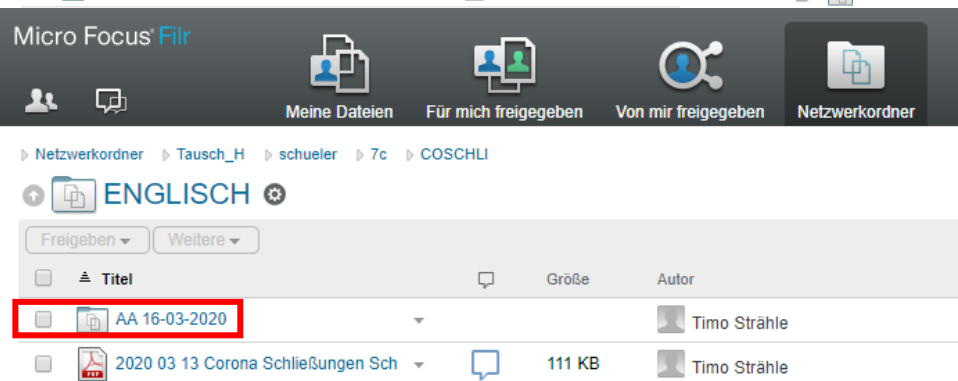 Micro Focus® Filr
Meine Dateien Für mich freigegeben Von mir freigegeben Netzwerkordner
Netzwerkordner Tausch_H schueler 7c COSCHLI
ENGLISCH
Freigeben Weitere
Titel Größe Autor
AA 16-03-2020 Timo Strähle
2020 03 13 Corona Schließungen Sch 111 KB Timo Strähle